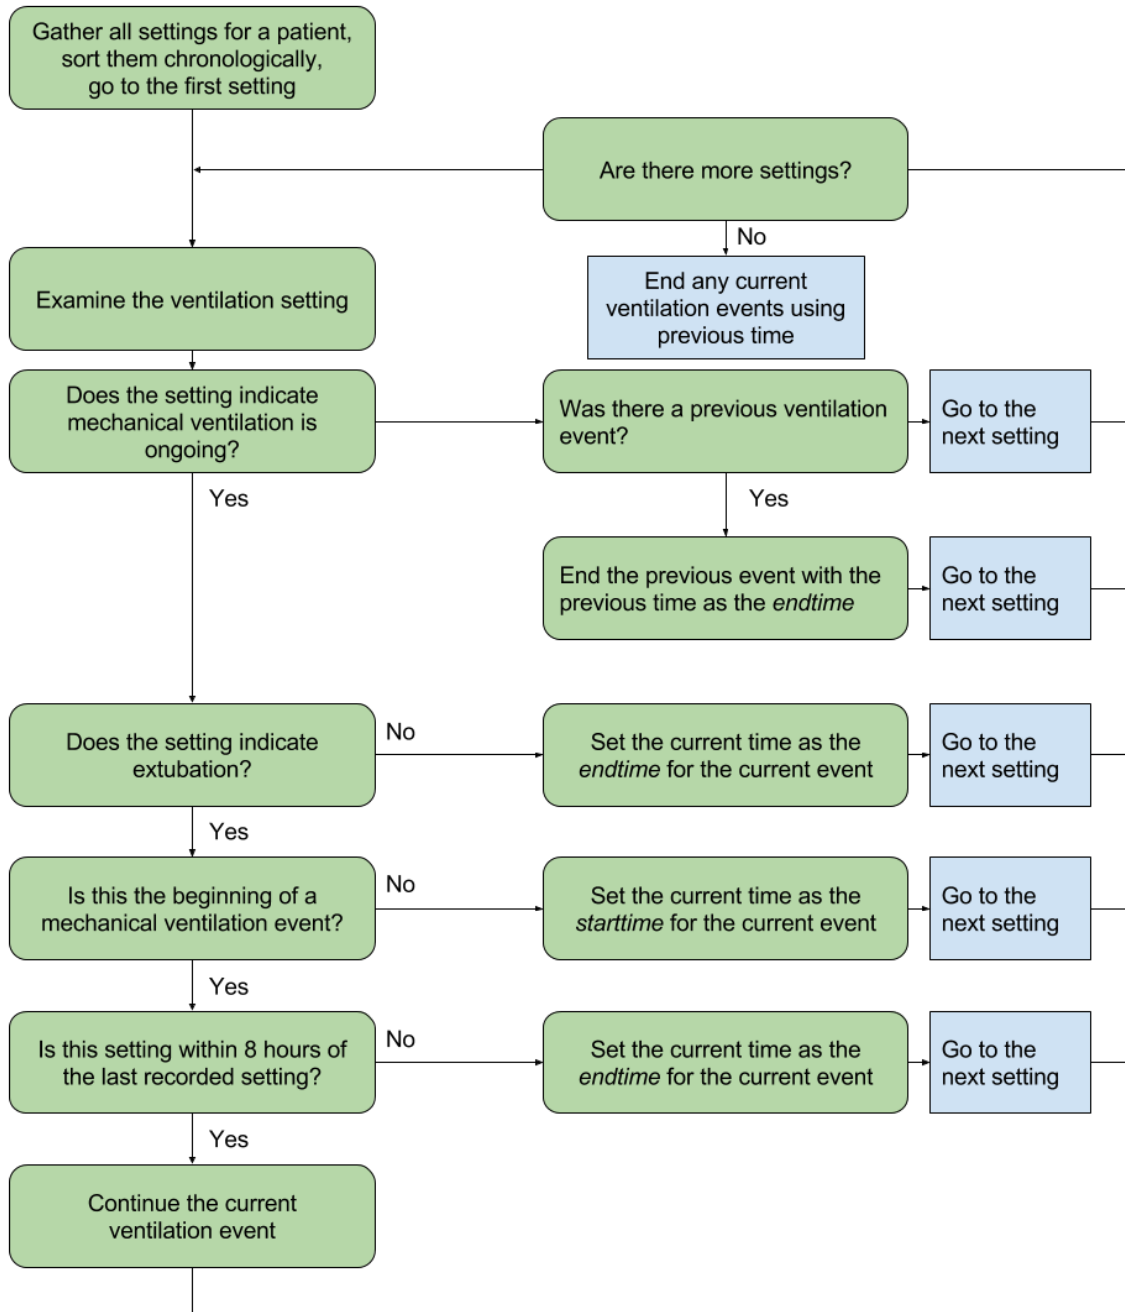 Gather all settings for a patient,
sort them chronologically,
go to the first setting
Are there more settings?
No
End any current
ventilation events using
previous time
Examine the ventilation setting
Does the setting indicate
mechanical ventilation is
ongoing?
Yes
Was there a previous ventilation
event?
Go to the
next setting
Yes
End the previous event with the
previous time as the endtime
Go to the
next setting
Does the setting indicate
extubation?
No
Set the current time as the
endtime for the current event
Go to the
next setting
Yes
Is this the beginning of a
mechanical ventilation event?
No
Set the current time as the
starttime for the current event
Go to the
next setting
Yes
Is this setting within 8 hours of
the last recorded setting?
No
Set the current time as the
endtime for the current event
Go to the
next setting
Yes
Continue the current
ventilation event